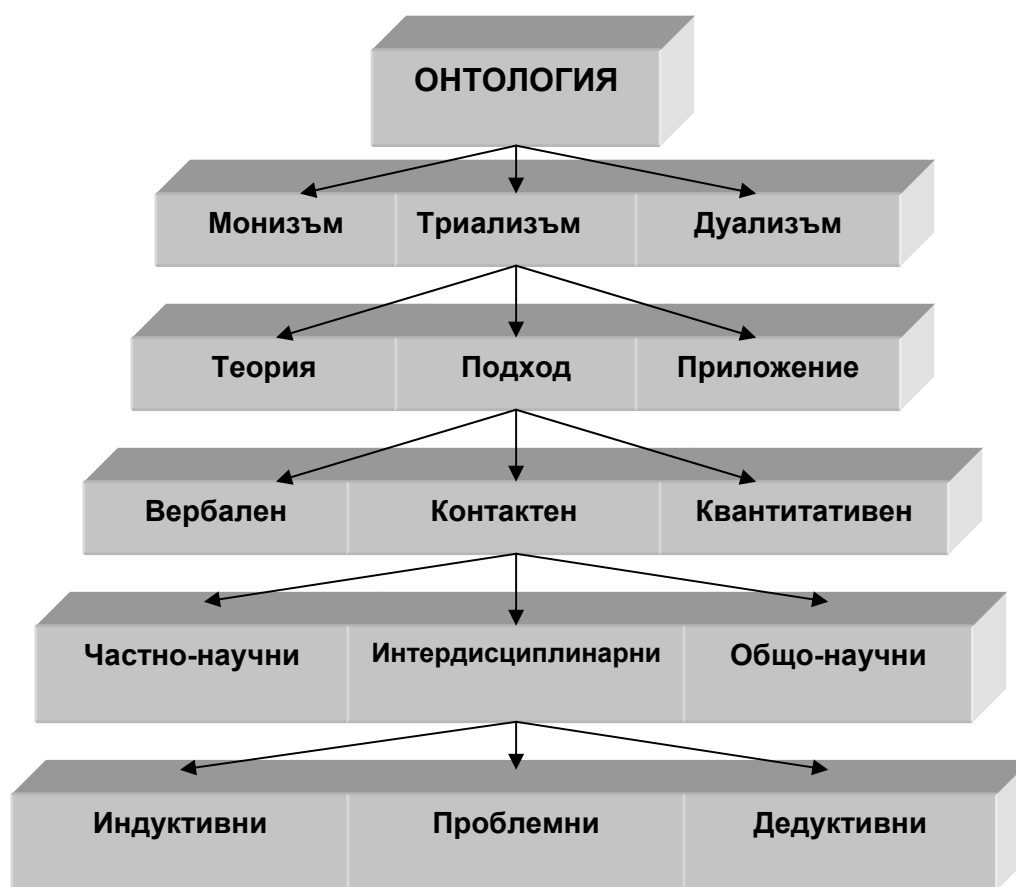 ОНТОЛОГИЯ
Монизъм Триализъм Дуализъм
Теория Подход Приложение
Вербален Контактен Квантитативен
Частно-научни Интердисциплинарни Общо-научни
Индуктивни Проблемни Дедуктивни